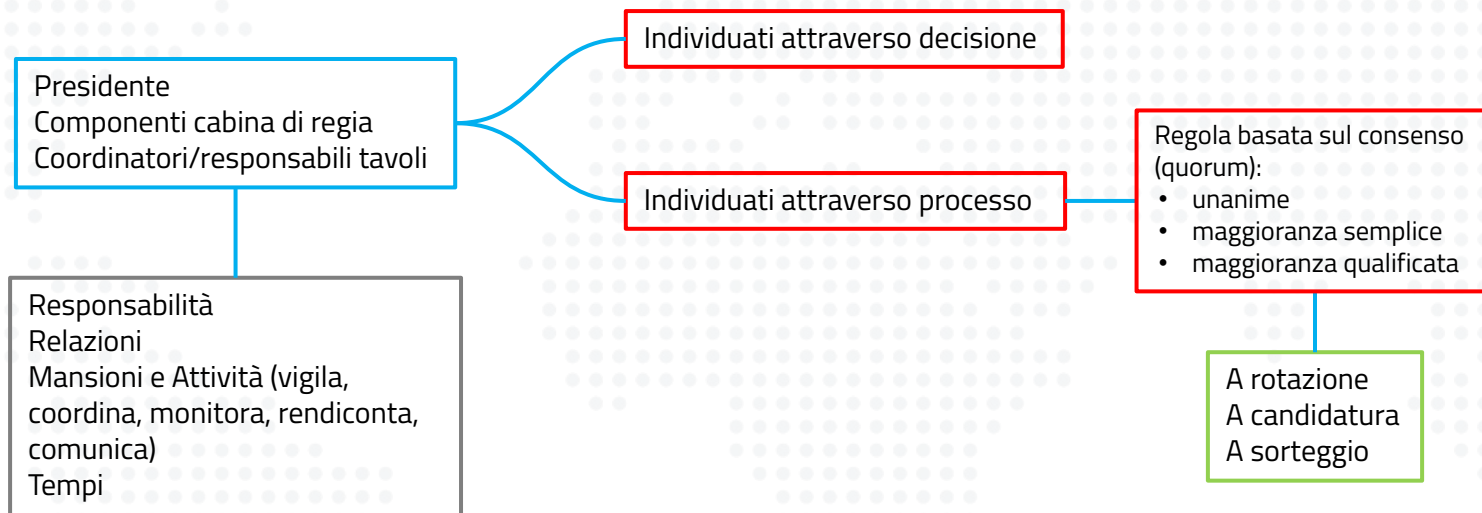 Individuati attraverso decisione
Presidente
Componenti cabina di regia
Coordinatori/responsabili tavoli
Individuati attraverso processo
Regola basata sul consenso
(quorum):
• unanime
• maggioranza semplice
• maggioranza qualificata
Responsabilità
Relazioni
Mansioni e Attività (vigila,
coordina, monitora, rendiconta,
comunica)
Tempi
A rotazione
A candidatura
A sorteggio